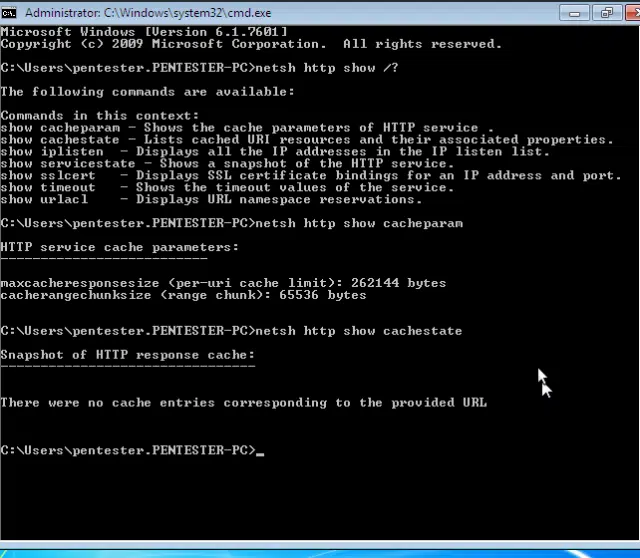 Administrator: C:\Windows\system32\cmd.exe
Microsoft Windows [Version 6.1.7601]
Copyright (c) 2009 Microsoft Corporation.  All rights reserved.
C:\Users\pentester.PENTESTER-PC>netsh http show /?
The following commands are available:
Commands in this context:
show cacheparam - Shows the cache parameters of HTTP service .
show cachestate - Lists cached URI resources and their associated properties.
show iplisten  - Displays all the IP addresses in the IP listen list.
show servicestate - Shows a snapshot of the HTTP service.
show sslcert   - Displays SSL certificate bindings for an IP address and port.
show timeout   - Shows the timeout values of the service.
show urlacl    - Displays URL namespace reservations.
C:\Users\pentester.PENTESTER-PC>netsh http show cacheparam
HTTP service cache parameters:
--------------------------
maxcacheresponsesize (per-uri cache limit): 262144 bytes
cacherangechunksize (range chunk): 65536 bytes
C:\Users\pentester.PENTESTER-PC>netsh http show cachestate
Snapshot of HTTP response cache:
--------------------------------
There were no cache entries corresponding to the provided URL
C:\Users\pentester.PENTESTER-PC>_